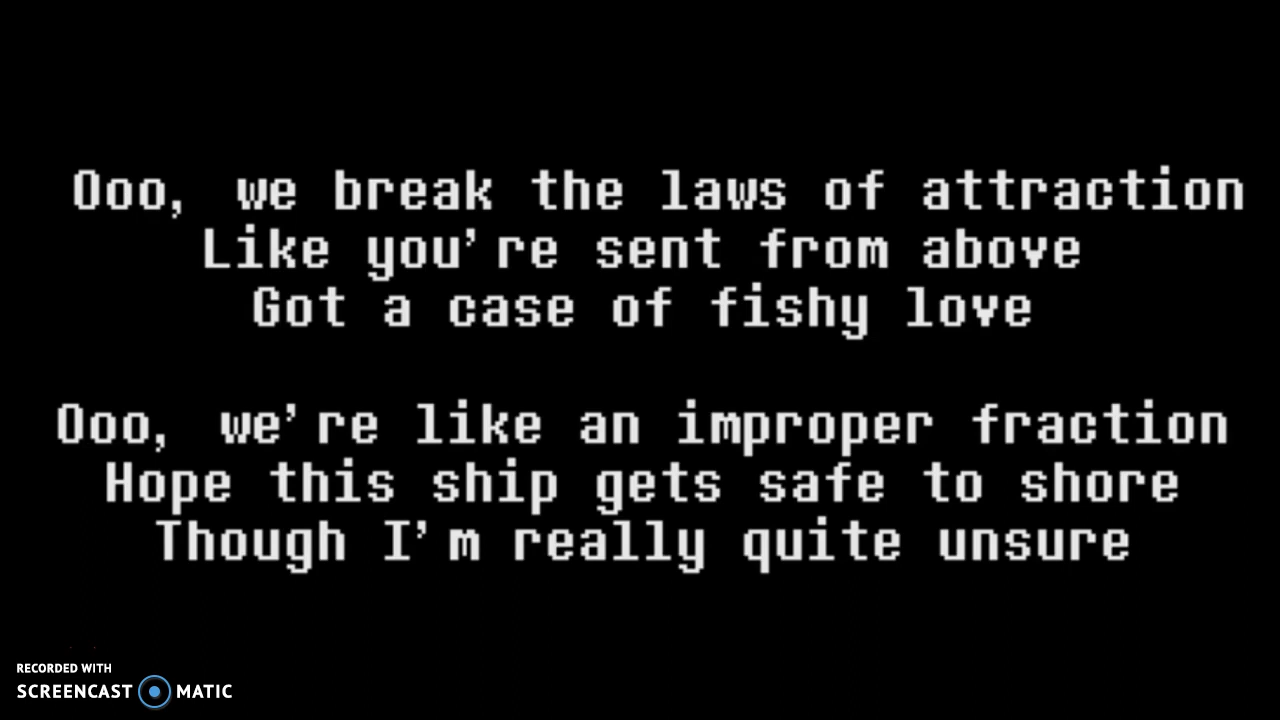 Ooo, we break the laws of attraction
Like you're sent from above
Got a case of fishy love
Ooo, we're like an improper fraction
Hope this ship gets safe to shore
Though I'm really quite unsure
RECORDED WITH
SCREENCAST MATIC